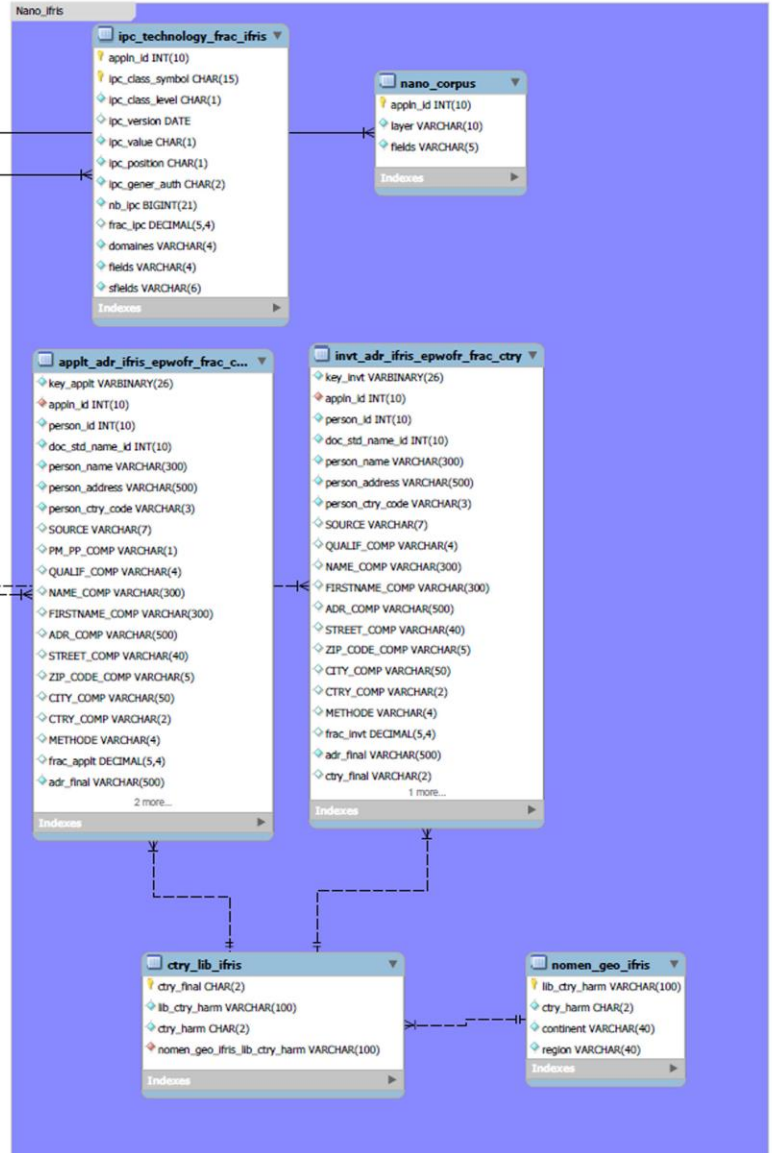 Nano_ifris
ipc_technology_frac_ifris
appln_id INT(10)
ipc_class_symbol CHAR(15)
ipc_class_level CHAR(1)
ipc_version DATE
ipc_value CHAR(1)
ipc_position CHAR(1)
ipc_gener_auth CHAR(2)
nb_ipc BIGINT(21)
frac_ipc DECIMAL(5,4)
domaines VARCHAR(4)
fields VARCHAR(4)
sfields VARCHAR(6)
Indexes
nano_corpus
appln_id INT(10)
layer VARCHAR(10)
fields VARCHAR(5)
Indexes
applt_adr_ifris_epwofr_frac_c...
key_applt VARBINARY(26)
appln_id INT(10)
person_id INT(10)
doc_std_name_id INT(10)
person_name VARCHAR(300)
person_address VARCHAR(500)
person_ctry_code VARCHAR(3)
SOURCE VARCHAR(7)
PM_PP_COMP VARCHAR(1)
QUALIF_COMP VARCHAR(4)
NAME_COMP VARCHAR(300)
FIRSTNAME_COMP VARCHAR(300)
ADR_COMP VARCHAR(500)
STREET_COMP VARCHAR(40)
ZIP_CODE_COMP VARCHAR(5)
CITY_COMP VARCHAR(50)
CTRY_COMP VARCHAR(2)
METHODE VARCHAR(4)
frac_applt DECIMAL(5,4)
adr_final VARCHAR(500)
2 more...
Indexes
invt_adr_ifris_epwofr_frac_ctry
key_invt VARBINARY(26)
appln_id INT(10)
person_id INT(10)
doc_std_name_id INT(10)
person_name VARCHAR(300)
person_address VARCHAR(500)
person_ctry_code VARCHAR(3)
SOURCE VARCHAR(7)
QUALIF_COMP VARCHAR(4)
NAME_COMP VARCHAR(300)
FIRSTNAME_COMP VARCHAR(300)
ADR_COMP VARCHAR(500)
STREET_COMP VARCHAR(40)
ZIP_CODE_COMP VARCHAR(5)
CITY_COMP VARCHAR(50)
CTRY_COMP VARCHAR(2)
METHODE VARCHAR(4)
frac_invt DECIMAL(5,4)
adr_final VARCHAR(500)
ctry_final VARCHAR(2)
1 more...
Indexes
ctry_lib_ifris
ctry_final CHAR(2)
lib_ctry_harm VARCHAR(100)
ctry_harm CHAR(2)
nomen_geo_ifris_lib_ctry_harm VARCHAR(100)
Indexes
nomen_geo_ifris
lib_ctry_harm VARCHAR(100)
ctry_harm CHAR(2)
continent VARCHAR(40)
region VARCHAR(40)
Indexes